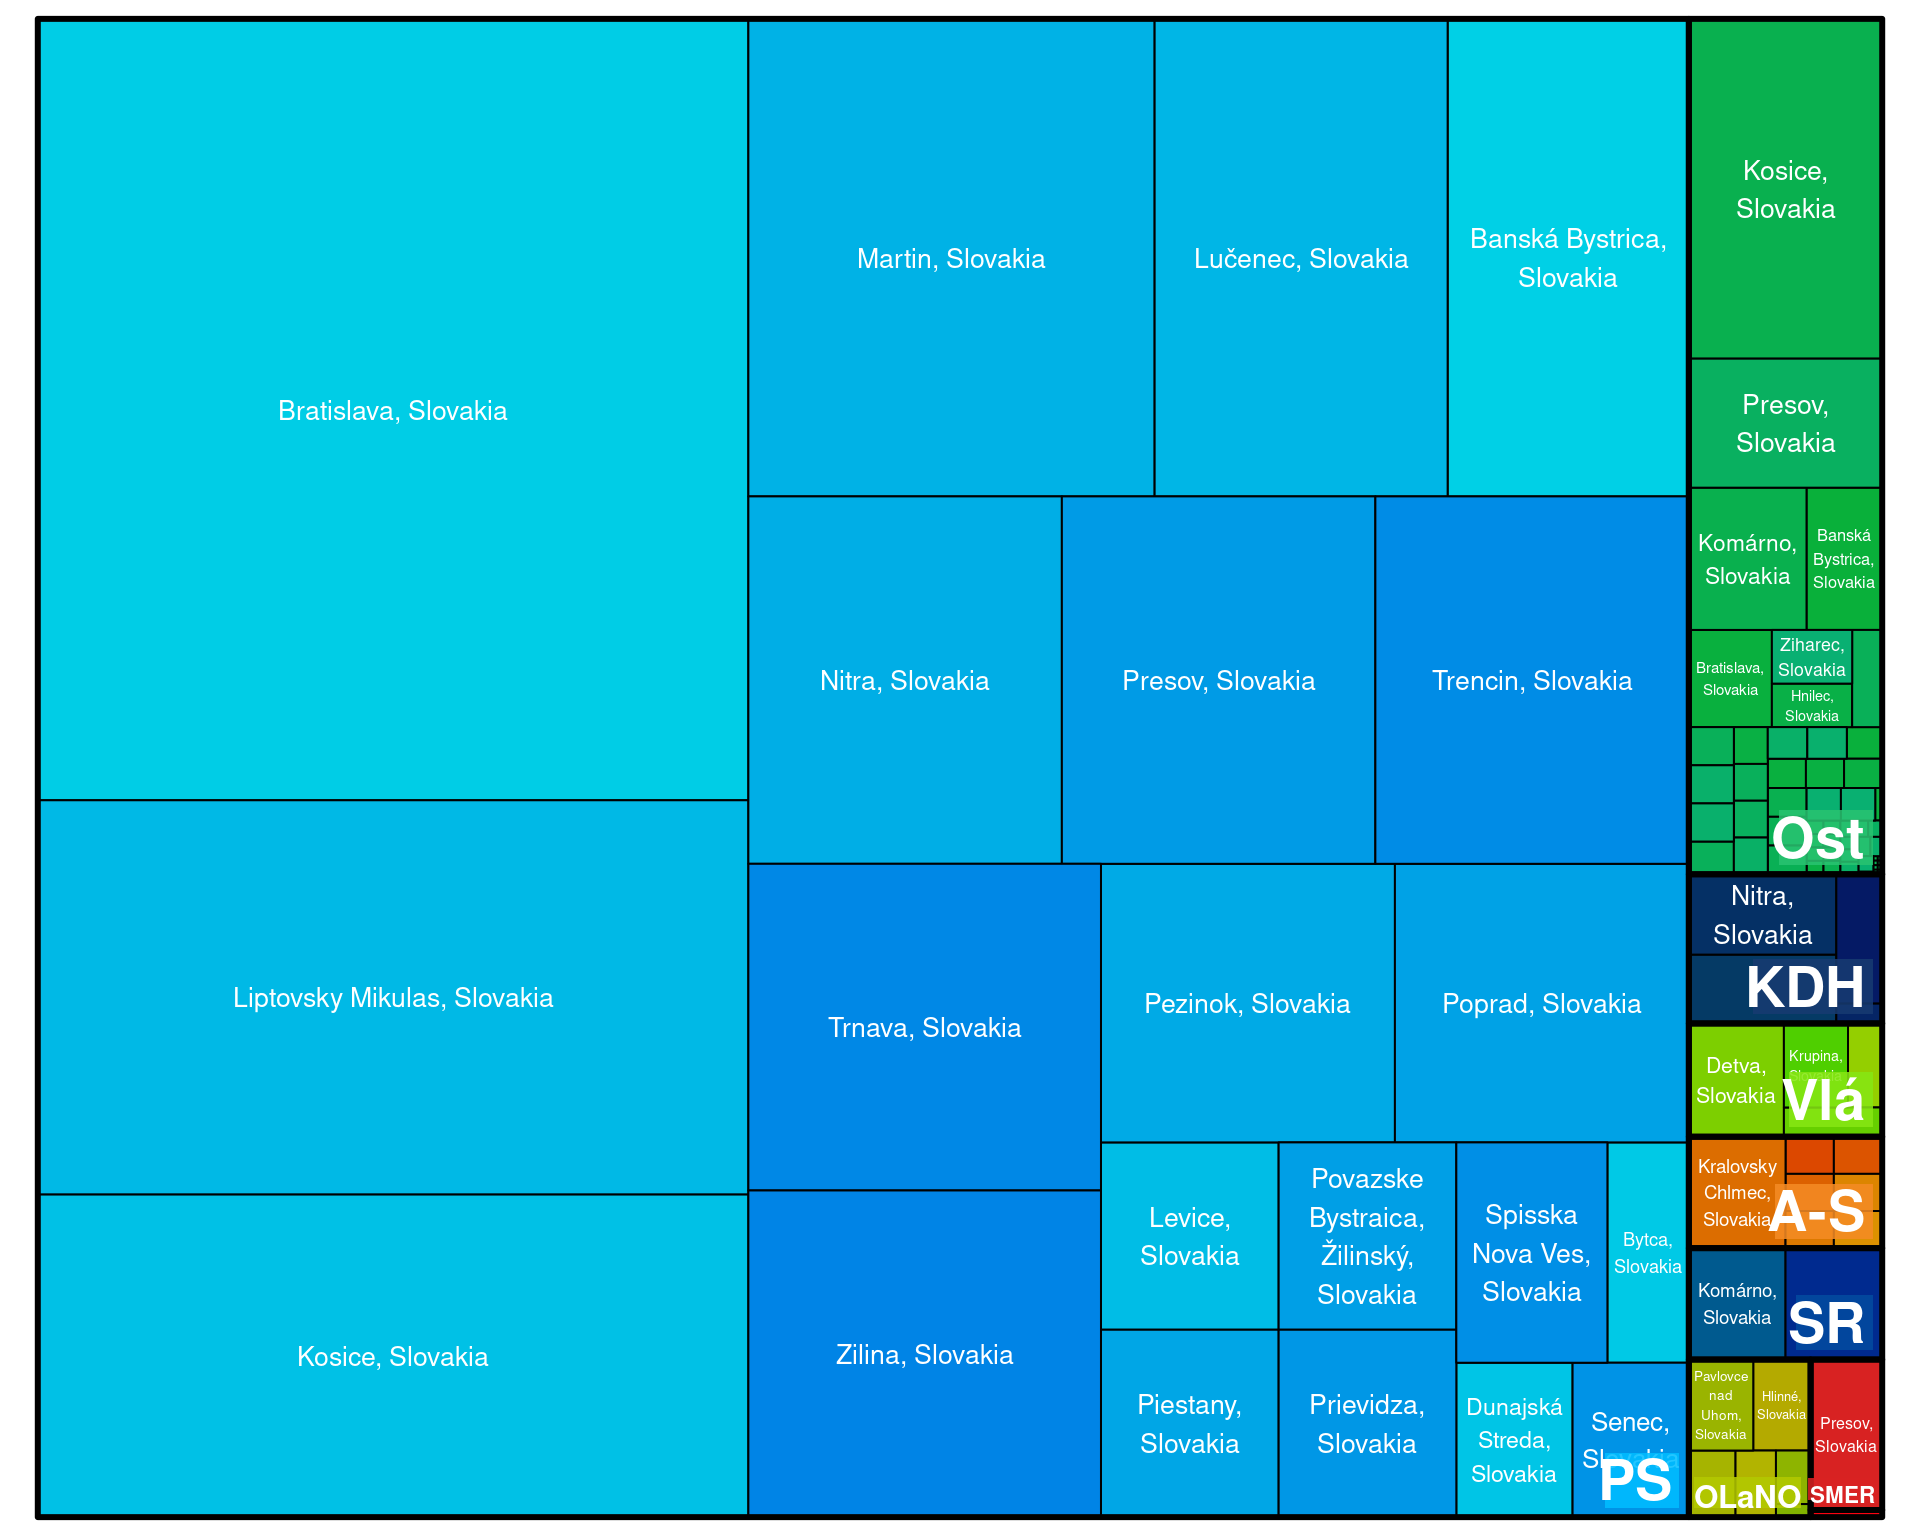 Bratislava, Slovakia
Liptovsky Mikulas, Slovakia
Kosice, Slovakia
Martin, Slovakia
Lučenec, Slovakia
Banská Bystrica,
Slovakia
Nitra, Slovakia
Presov, Slovakia
Trencin, Slovakia
Trnava, Slovakia
Zilina, Slovakia
Pezinok, Slovakia
Poprad, Slovakia
Levice,
Slovakia
Povazske
Bystraica,
Žilinský,
Slovakia
Spisska
Nova Ves,
Slovakia
Bytca,
Slovakia
Piestany,
Slovakia
Prievidza,
Slovakia
Dunajská
Streda,
Slovakia
Senec,
Slovakia
PS
Kosice,
Slovakia
Presov,
Slovakia
Komárno,
Slovakia
Banská
Bystrica,
Slovakia
Bratislava,
Slovakia
Ziharec,
Slovakia
Hnilec,
Slovakia
Ost
Nitra,
Slovakia
KDH
Detva,
Slovakia
Krupina,
Slovakia
Vlá
Kralovsky
Chlmec,
Slovakia
A-S
Komárno,
Slovakia
SR
Pavlovce
nad
Uhom,
Slovakia
Hlinné,
Slovakia
OLaNO
Presov,
Slovakia
SMER